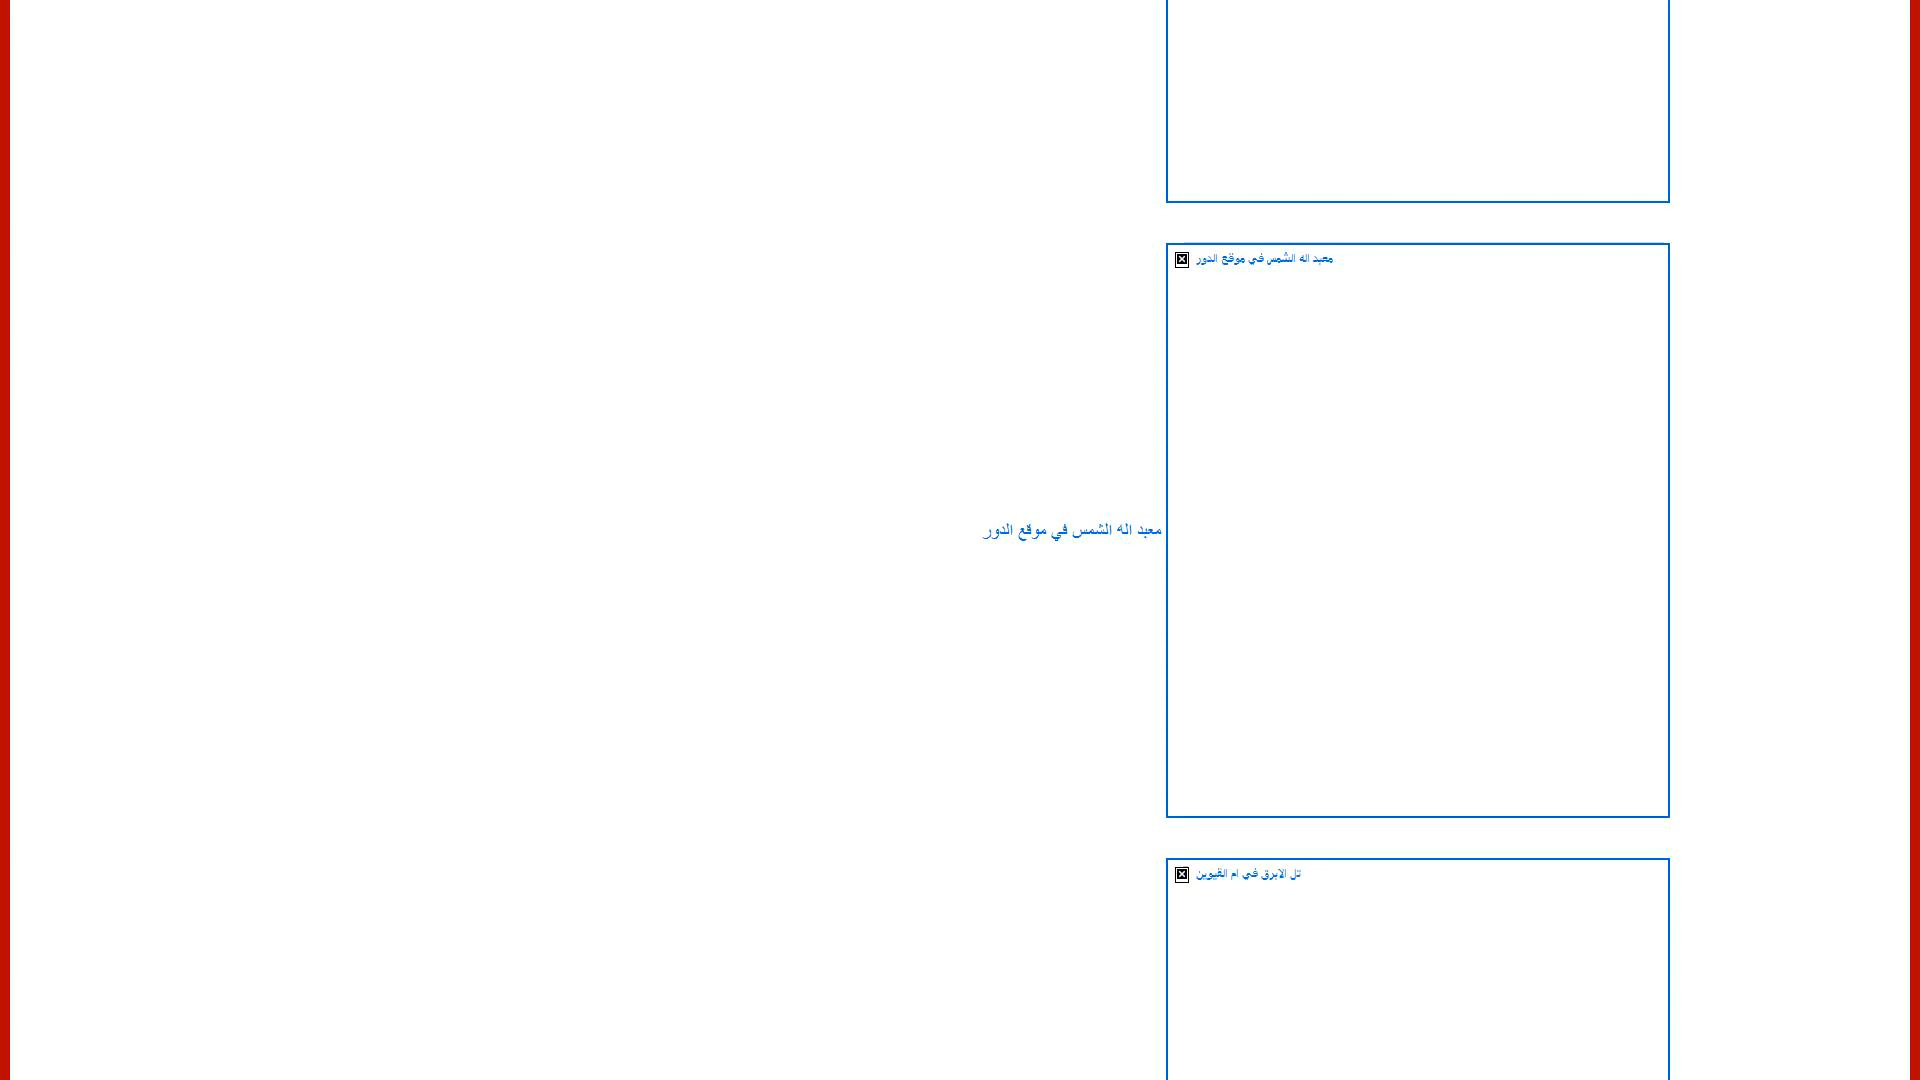 معبد اله الشمس في موقع الدور
معبد اله الشمس في موقع الدور
تل الابرق في ام القيوين